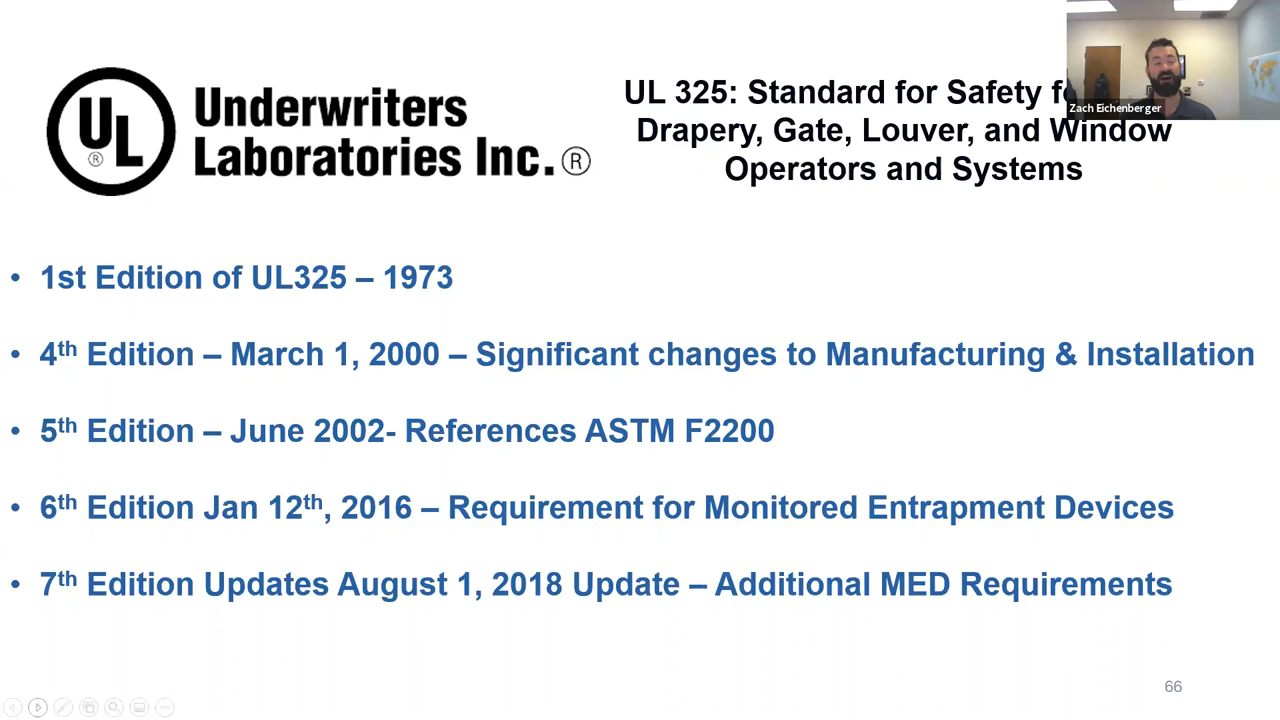 UL
®
Underwriters
Laboratories Inc.®
UL 325: Standard for Safety
Drapery, Gate, Louver, and Window
Operators and Systems
Zach Eichenberger
• 1st Edition of UL325 – 1973
• 4th Edition – March 1, 2000 – Significant changes to Manufacturing & Installation
• 5th Edition – June 2002- References ASTM F2200
• 6th Edition Jan 12th, 2016 – Requirement for Monitored Entrapment Devices
• 7th Edition Updates August 1, 2018 Update – Additional MED Requirements
66